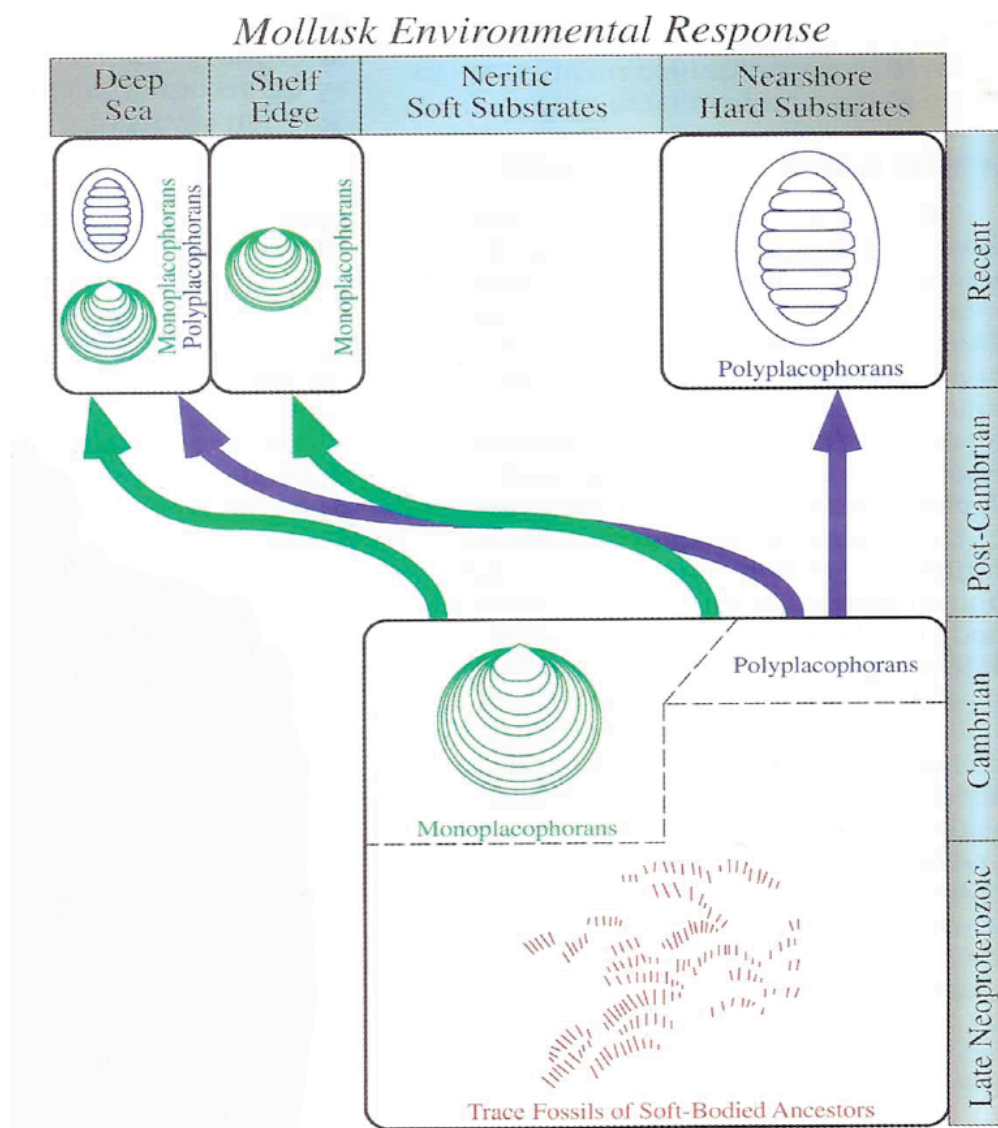 Mollusk Environmental Response
Deep
Sea
Shelf
Edge
Neritic
Soft Substrates
Nearshore
Hard Substrates
Monoplacophorans
Polyplacophorans
Monoplacophorans
Polyplacophorans
Recent
Post-Cambrian
Polyplacophorans
Monoplacophorans
Cambrian
Trace Fossils of Soft-Bodied Ancestors
Late Neoproterozoic